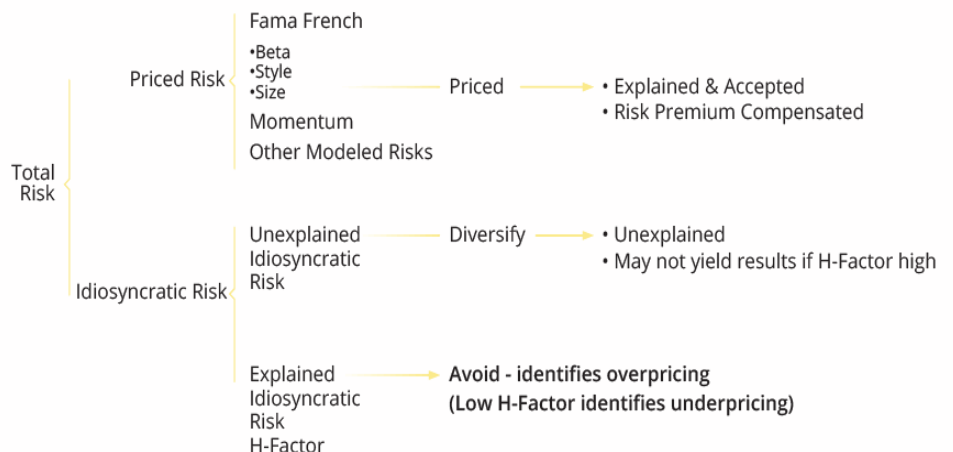 Fama French
•Beta
•Style
•Size
Momentum
Other Modeled Risks
Priced Risk
Priced
• Explained & Accepted
• Risk Premium Compensated
Total
Risk
Unexplained
Idiosyncratic
Risk
Diversify
• Unexplained
• May not yield results if H-Factor high
Idiosyncratic Risk
Explained
Idiosyncratic
Risk
H-Factor
Avoid - identifies overpricing
(Low H-Factor identifies underpricing)